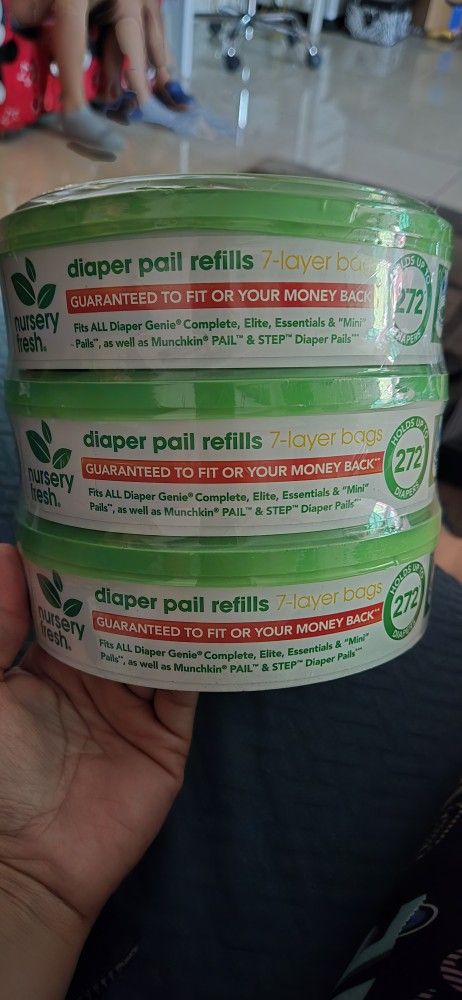 diaper pail refills 7-layer bags
GUARANTEED TO FIT OR YOUR MONEY BACK
Fits ALL Diaper Genie® Complete, Elite, Essentials & "Mini"
Pails**, as well as Munchkin® PAIL™ & STEP™ Diaper Pails***
nursery
fresh®
HOLDS UP TO
272
DIAPERS
diaper pail refills 7-layer bags
GUARANTEED TO FIT OR YOUR MONEY BACK**
Fits ALL Diaper Genie® Complete, Elite, Essentials & "Mini"
Pails**, as well as Munchkin® PAIL™ & STEP™ Diaper Pails***
nursery
fresh®
HOLDS UP TO
272
DIAPERS
diaper pail refills 7-layer bags
GUARANTEED TO FIT OR YOUR MONEY BACK**
Fits ALL Diaper Genie® Complete, Elite, Essentials & "Mini"
Pails**, as well as Munchkin® PAIL™ & STEP™ Diaper Pails***
nursery
fresh®
HOLDS UP TO
272
DIAPERS